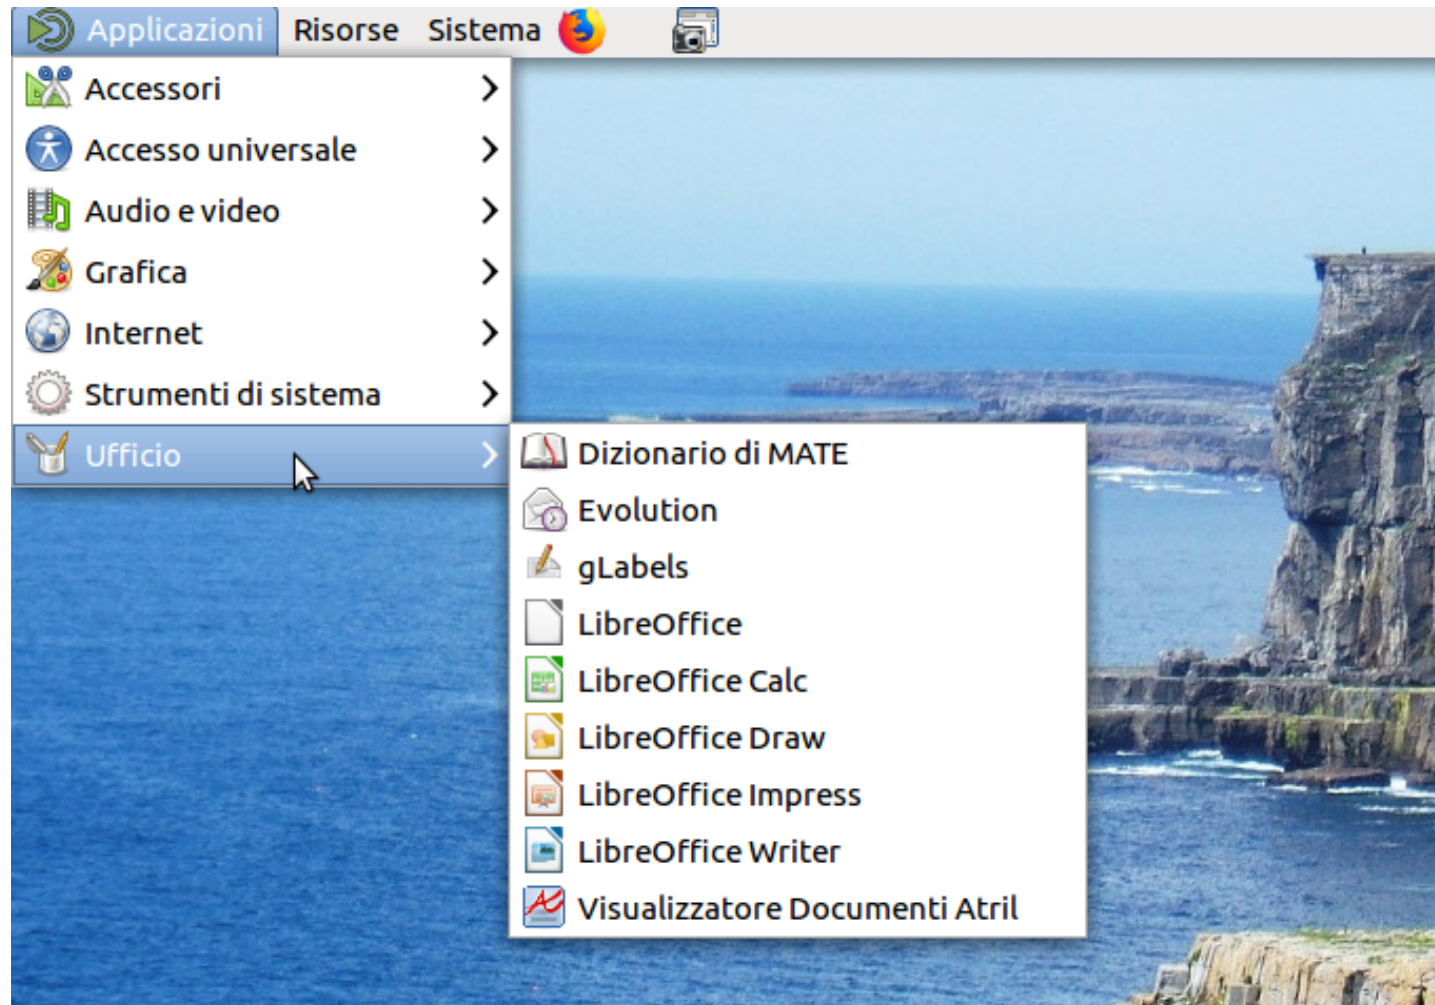 Applicazioni Risorse Sistema
Accessori
Accesso universale
Audio e video
Grafica
Internet
Strumenti di sistema
Ufficio
Dizionario di MATE
Evolution
gLabels
LibreOffice
LibreOffice Calc
LibreOffice Draw
LibreOffice Impress
LibreOffice Writer
Visualizzatore Documenti Atril